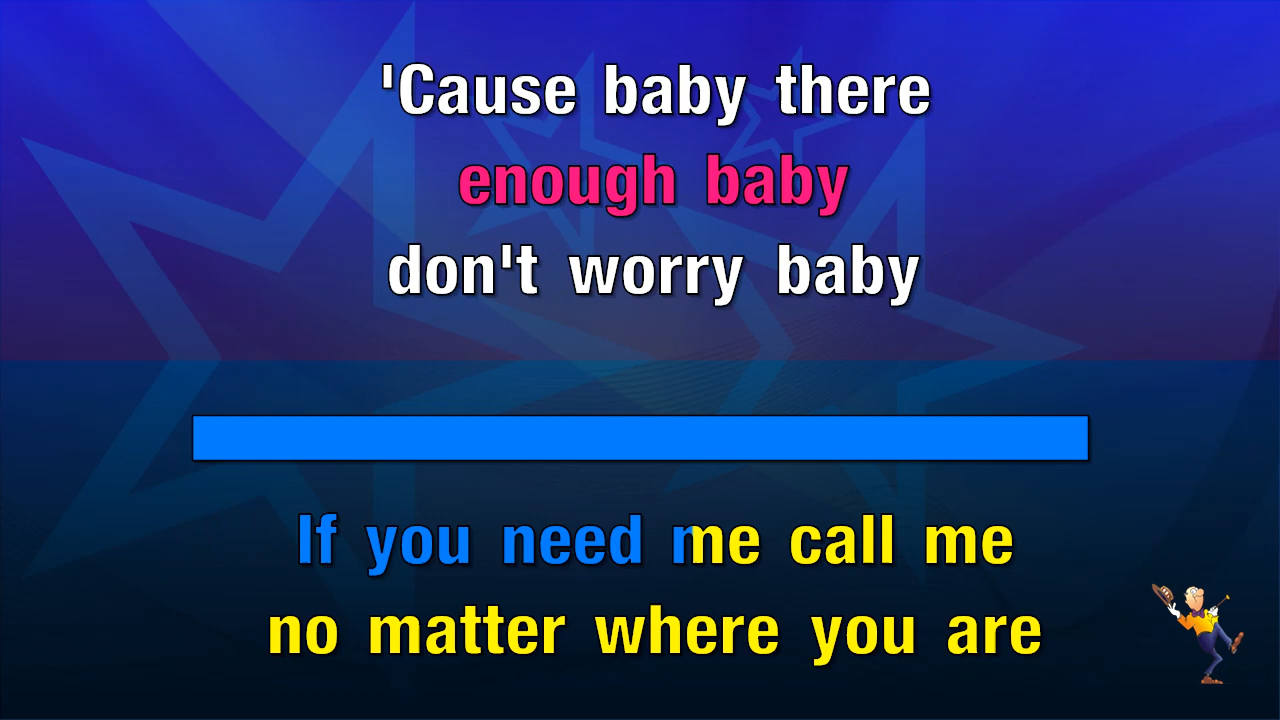 'Cause baby there
enough baby
don't worry baby
If you need me call me
no matter where you are